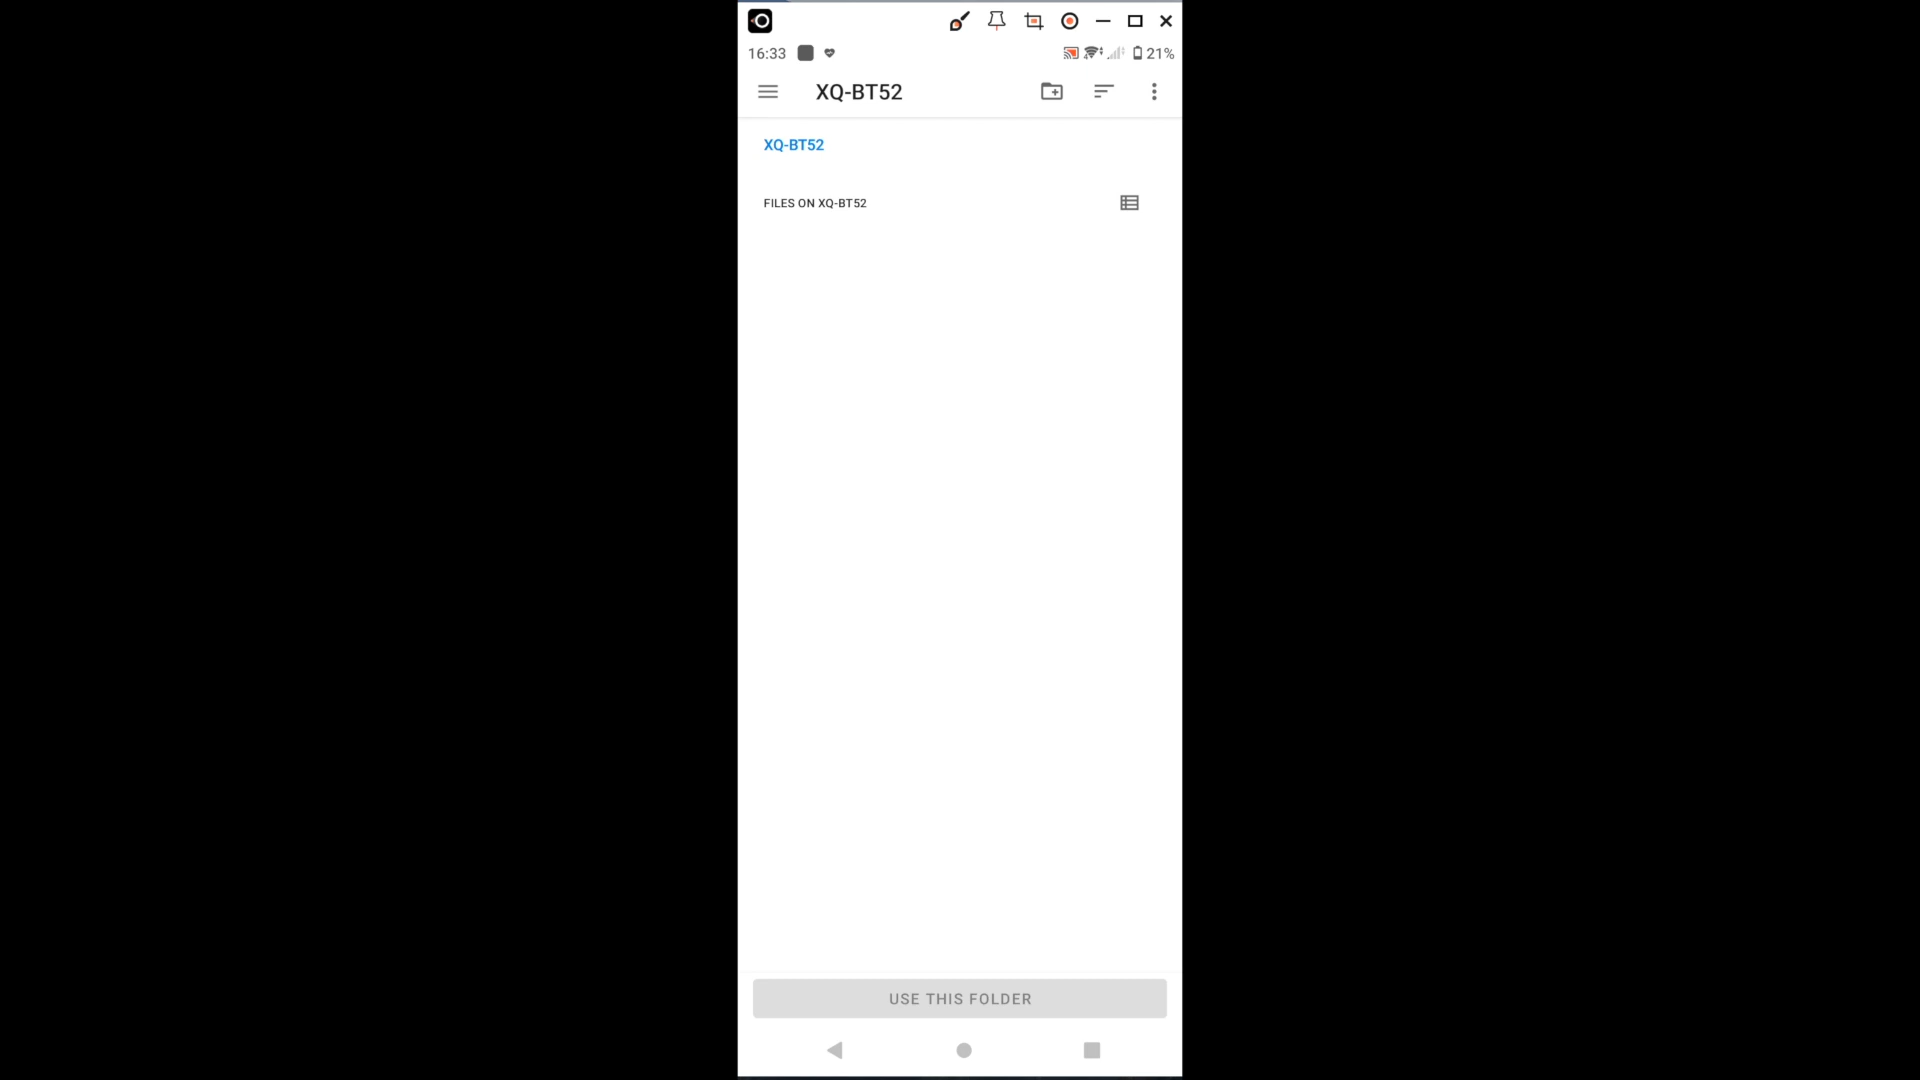 16:33
21%
XQ-BT52
XQ-BT52
FILES ON XQ-BT52
USE THIS FOLDER